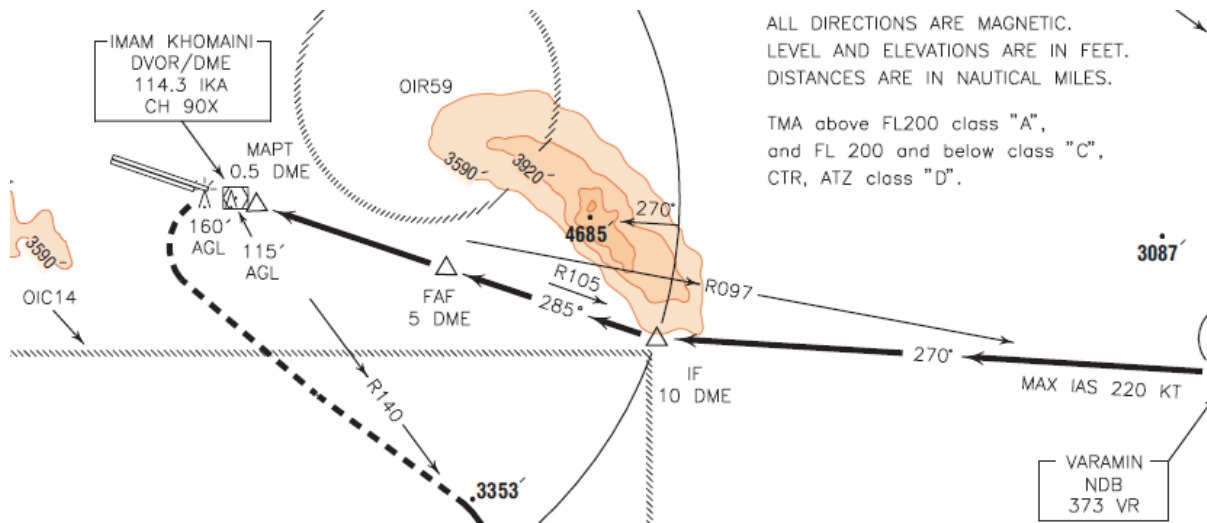 ALL DIRECTIONS ARE MAGNETIC.
LEVEL AND ELEVATIONS ARE IN FEET.
DISTANCES ARE IN NAUTICAL MILES.
TMA above FL200 class "A",
and FL 200 and below class "C",
CTR, ATZ class "D".
IMAM KHOMAINI
DVOR/DME
114.3 IKA
CH 90X
OIR59
MAPT
0.5 DME
3590′
3920′
4685′
270°
3087′
160′
AGL
115′
AGL
3590′
OIC14
FAF
5 DME
R105
285°
R097
R140
IF
10 DME
270°
MAX IAS 220 KT
3353′
VARAMIN
NDB
373 VR